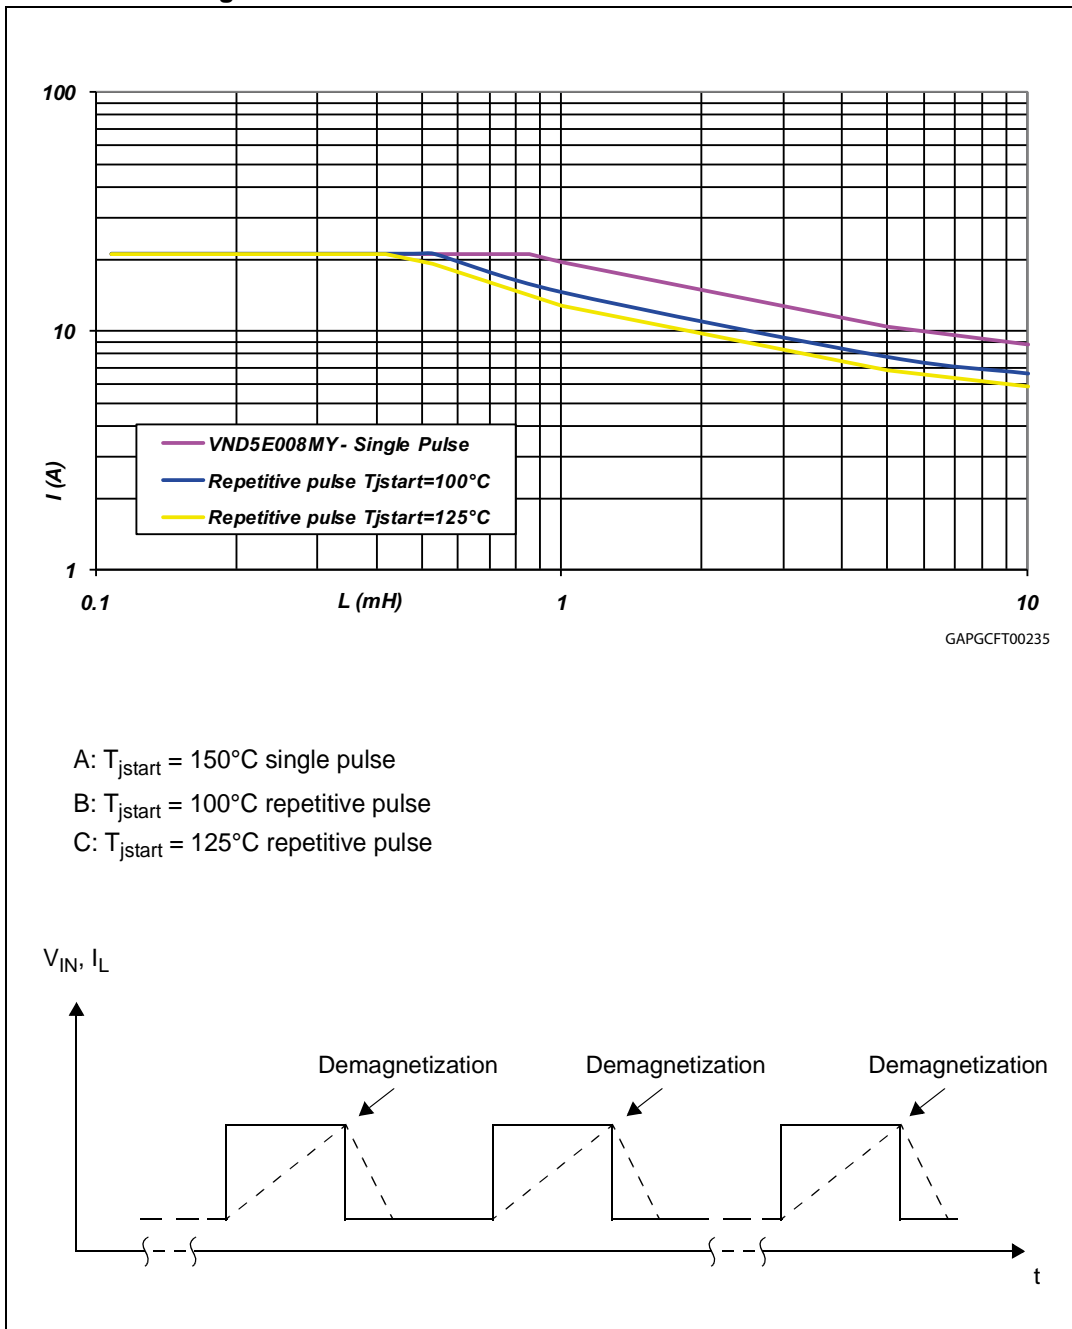 100
10
1
I (A)
VND5E008MY - Single Pulse
Repetitive pulse Tjstart=100°C
Repetitive pulse Tjstart=125°C
0.1
L (mH)
1
10
GAPGCFT00235
A: Tjstart = 150°C single pulse
B: Tjstart = 100°C repetitive pulse
C: Tjstart = 125°C repetitive pulse
VIN, IL
Demagnetization
Demagnetization
Demagnetization
t